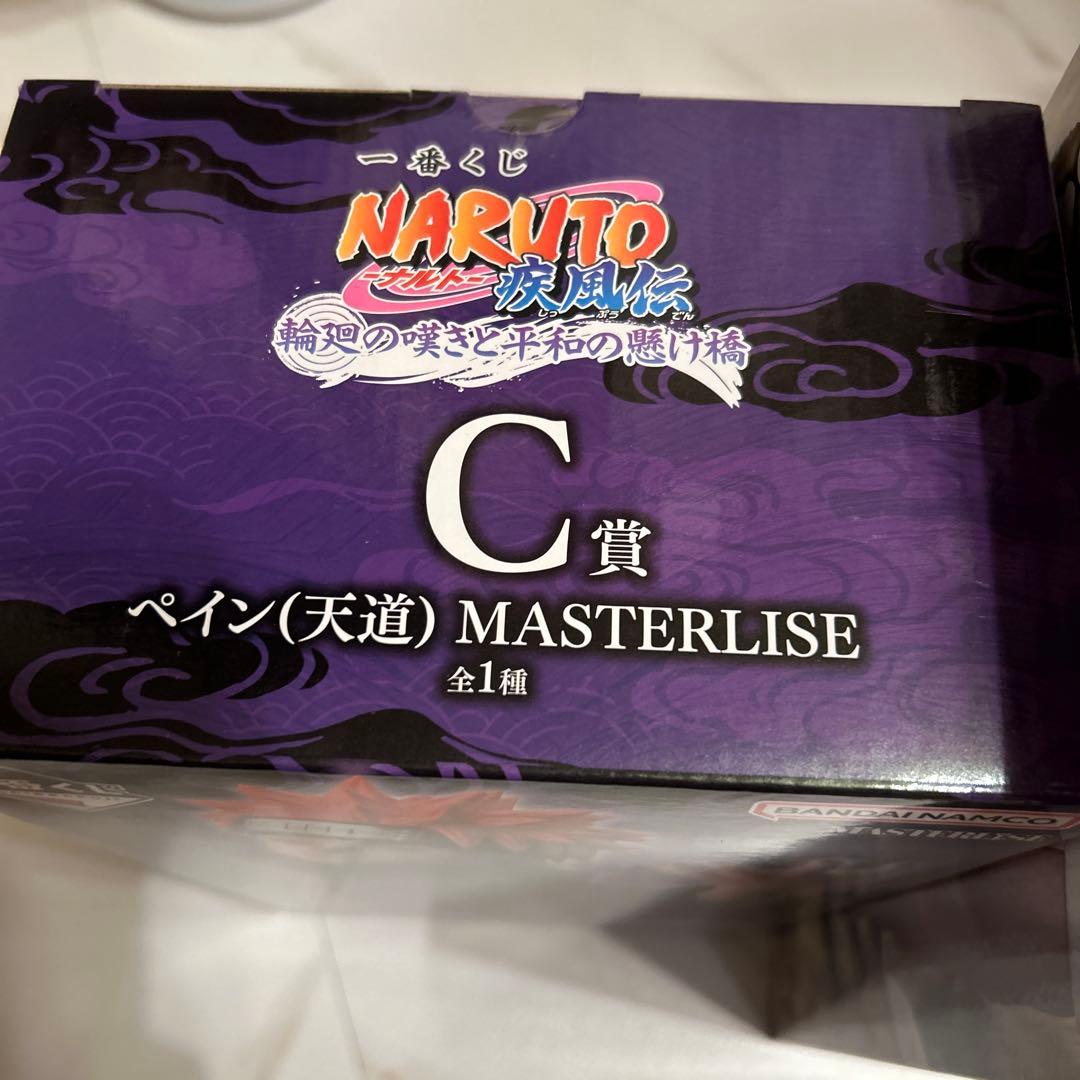 一番くじ
NARUTO
-ナルト-
疾風伝
しっ ぷう でん
輪廻の嘆きと平和の懸け橋
C賞
ペイン(天道) MASTERLISE
全1種
BANDAI NAMCO
MASTERLISE